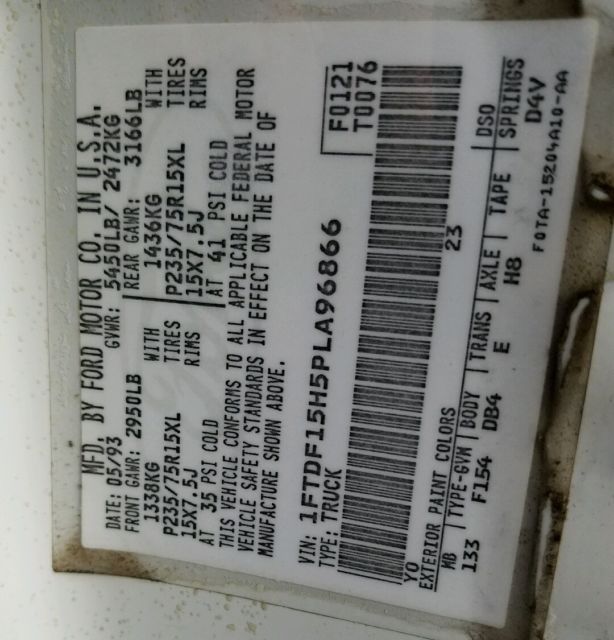 MFD. BY FORD MOTOR CO. IN U.S.A.
DATE: 05/93 GVWR: 5450LB/ 2472KG
FRONT GAWR: 2950LB REAR GAWR: 3166LB
1338KG WITH 1436KG WITH
P235/75R15XL TIRES P235/75R15XL TIRES
15X7.5J RIMS 15X7.5J RIMS
AT 35 PSI COLD AT 41 PSI COLD
THIS VEHICLE CONFORMS TO ALL APPLICABLE FEDERAL MOTOR
VEHICLE SAFETY STANDARDS IN EFFECT ON THE DATE OF
MANUFACTURE SHOWN ABOVE.
VIN: 1FTDF15H5PLA96866 F0121
TYPE: TRUCK T0076
YO 23
EXTERIOR PAINT COLORS DSO
WB TYPE-GVW BODY TRANS AXLE TAPE SPRINGS
133 F154 DB4 E H8 D4V
F0TA-15204A10-AA